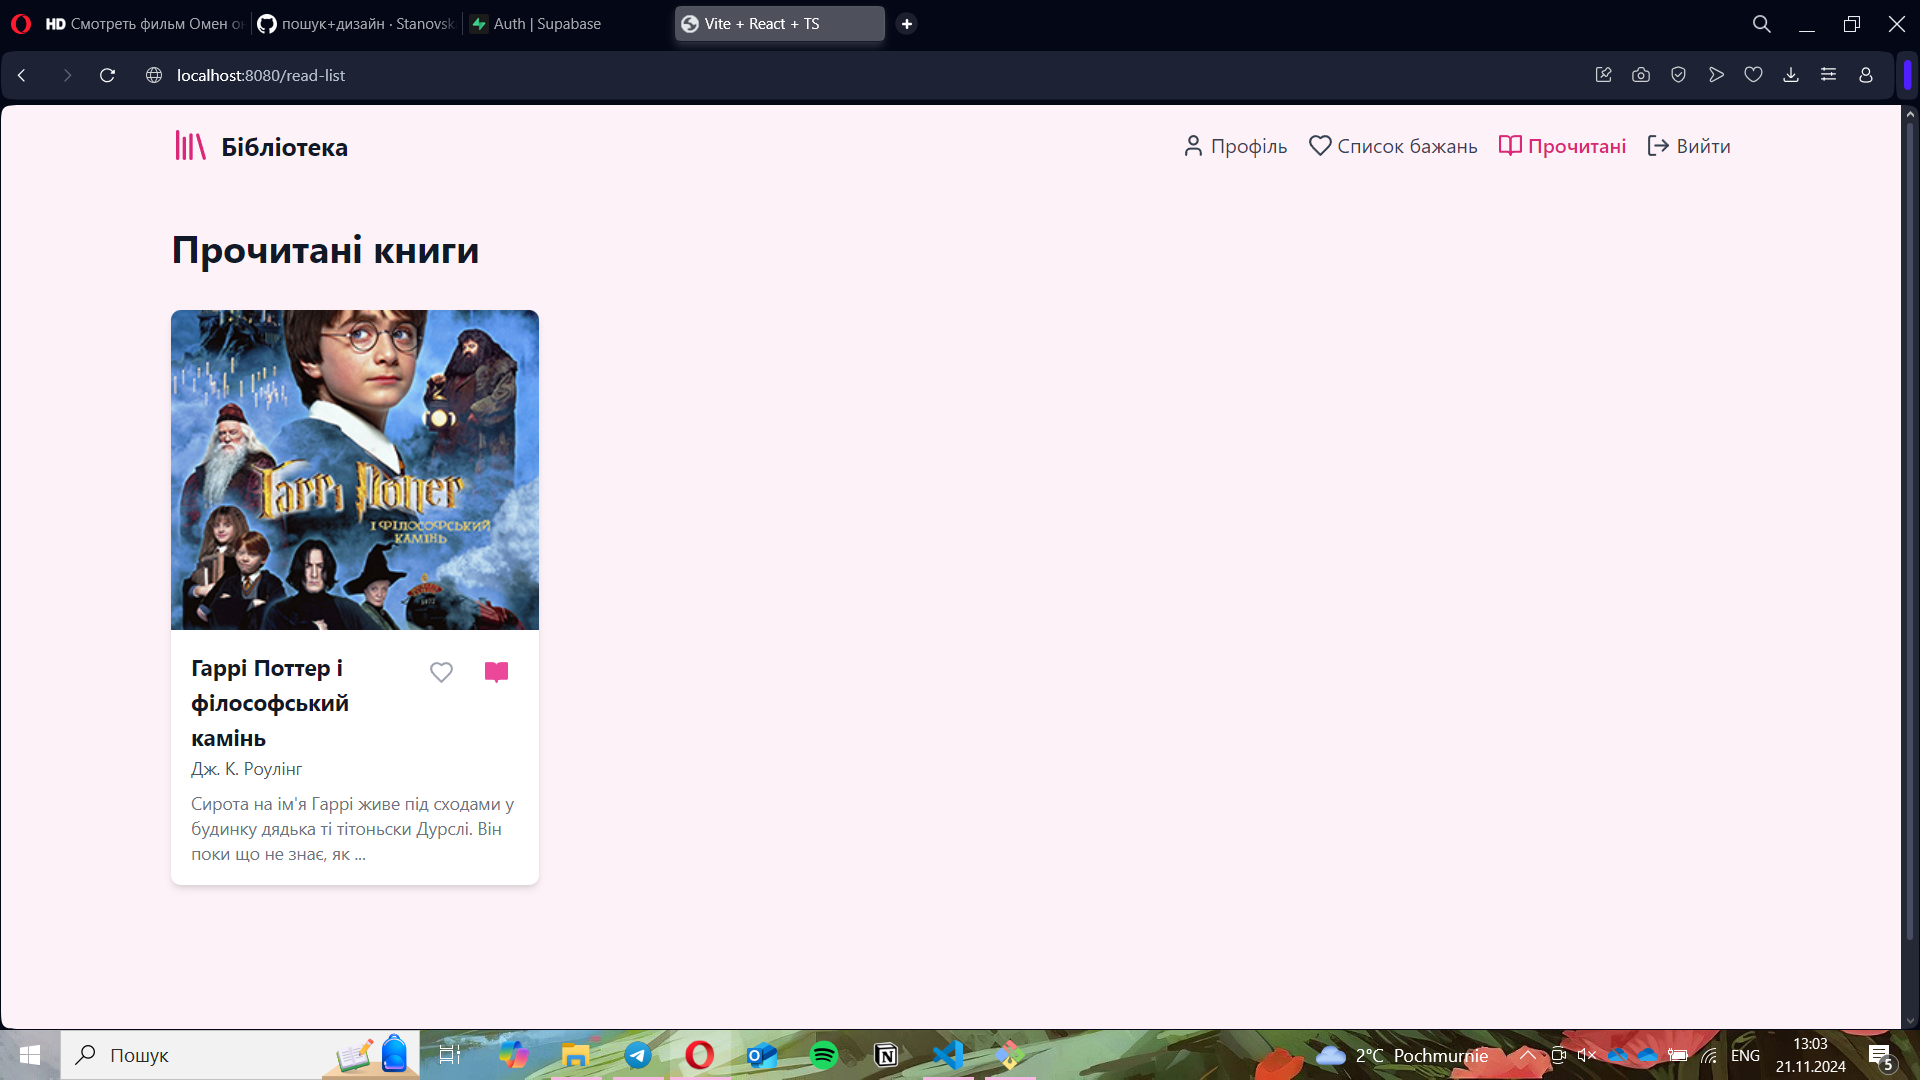 HD Смотреть фильм Омен он
пошук+дизайн · Stanovsk
Auth | Supabase
Vite + React + TS
localhost:8080/read-list
Бібліотека
Профіль
Список бажань
Прочитані
Вийти
Прочитані книги
Гаррі Поттер
І ФІЛОСОФСЬКИЙ
КАМІНЬ
Гаррі Поттер і
філософський
камінь
Дж. К. Роулінг
Сирота на ім'я Гаррі живе під сходами у
будинку дядька ті тітоньски Дурслі. Він
поки що не знає, як ...
Пошук
2°C Pochmurnie
ENG
13:03
21.11.2024
5